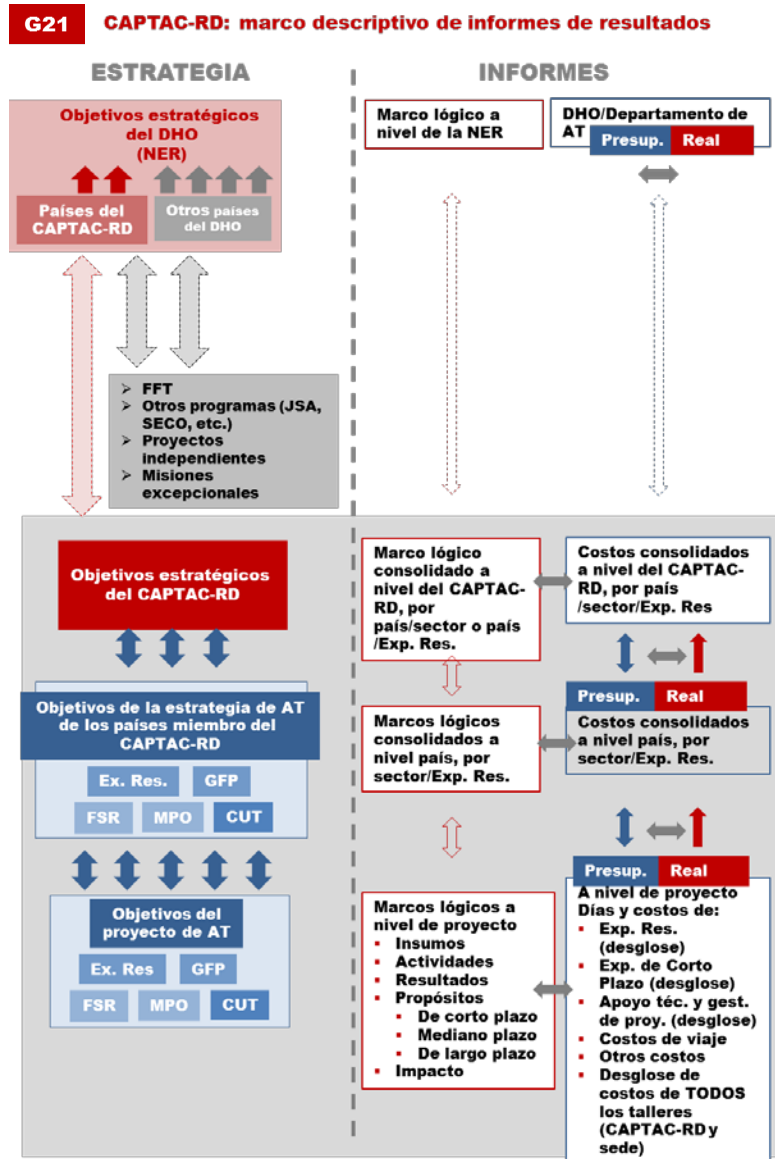 G21
CAPTAC-RD: marco descriptivo de informes de resultados
ESTRATEGIA
INFORMES
Objetivos estratégicos
del DHO
(NER)
Países del
CAPTAC-RD
Otros países
del DHO
Marco lógico a
nivel de la NER
DHO/Departamento de
AT
Presup.
Real
➢ FFT
➢ Otros programas (JSA,
SECO, etc.)
➢ Proyectos
independientes
➢ Misiones
excepcionales
Objetivos estratégicos
del CAPTAC-RD
Marco lógico
consolidado a
nivel del CAPTAC-
RD, por
país/sector o país
/Exp. Res.
Costos consolidados
a nivel del CAPTAC-
RD, por país
/sector/Exp. Res
Objetivos de la estrategia de AT
de los países miembro del
CAPTAC-RD
Ex. Res.
GFP
FSR
MPO
CUT
Marcos lógicos
consolidados a
nivel país, por
sector/Exp. Res.
Presup.
Real
Costos consolidados
a nivel país, por
sector/Exp. Res.
Objetivos del
proyecto de AT
Ex. Res
GFP
FSR
MPO
CUT
Marcos lógicos a
nivel de proyecto
▪ Insumos
▪ Actividades
▪ Resultados
▪ Propósitos
▪ De corto plazo
▪ Mediano plazo
▪ De largo plazo
▪ Impacto
Presup.
Real
A nivel de proyecto
Días y costos de:
▪ Exp. Res.
(desglose)
▪ Exp. de Corto
Plazo (desglose)
▪ Apoyo téc. y gest.
de proy. (desglose)
▪ Costos de viaje
▪ Otros costos
▪ Desglose de
costos de TODOS
los talleres
(CAPTAC-RD y
sede)